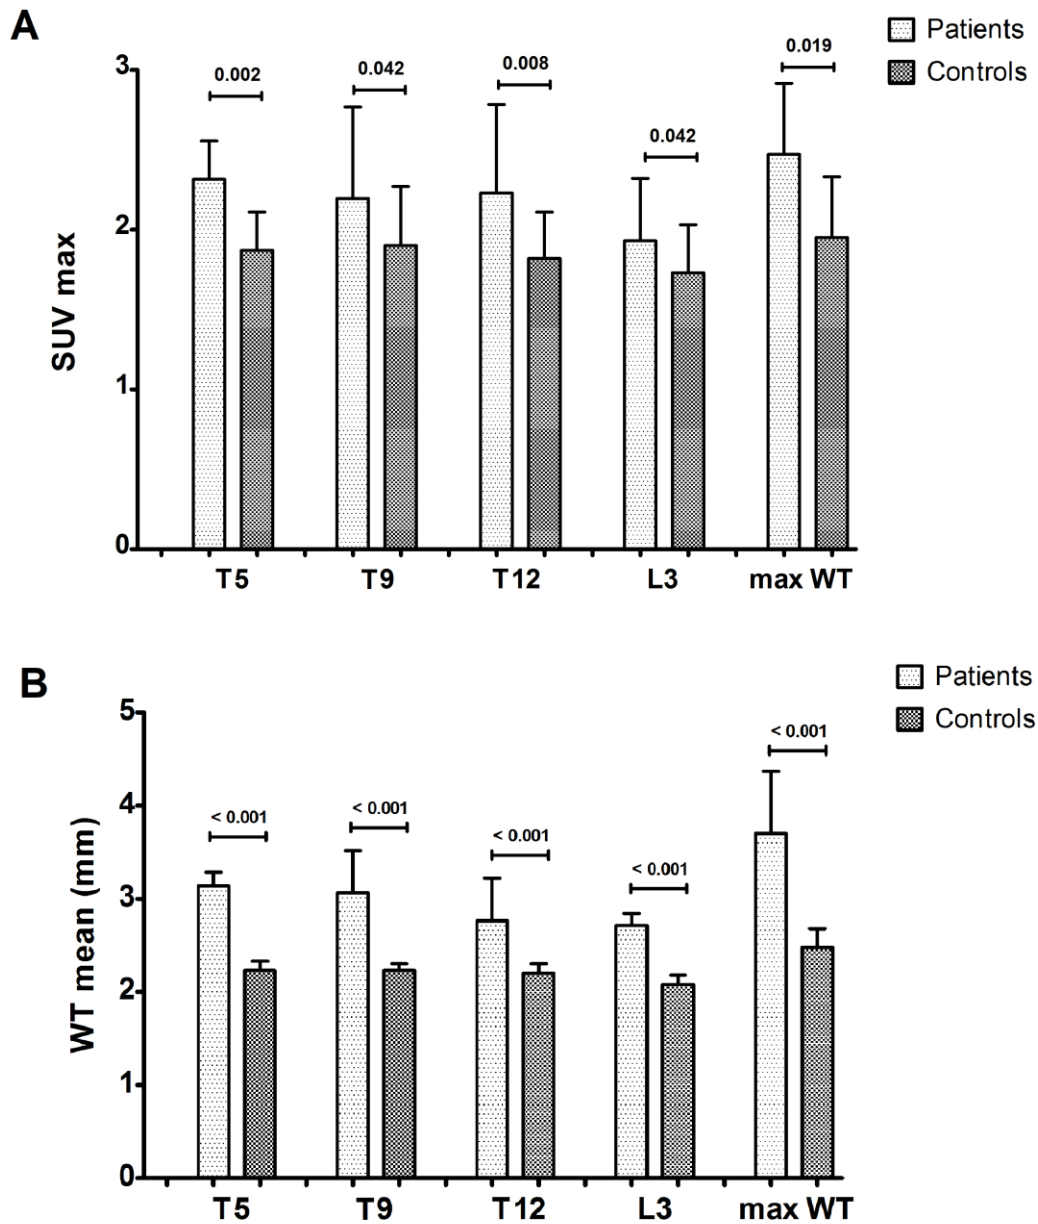 A
Patients
Controls
SUV max
3
2
1
0
0.002
0.042
0.008
0.042
0.019
T5
T9
T12
L3
max WT
B
Patients
Controls
WT mean (mm)
5
4
3
2
1
0
< 0.001
< 0.001
< 0.001
< 0.001
< 0.001
T5
T9
T12
L3
max WT